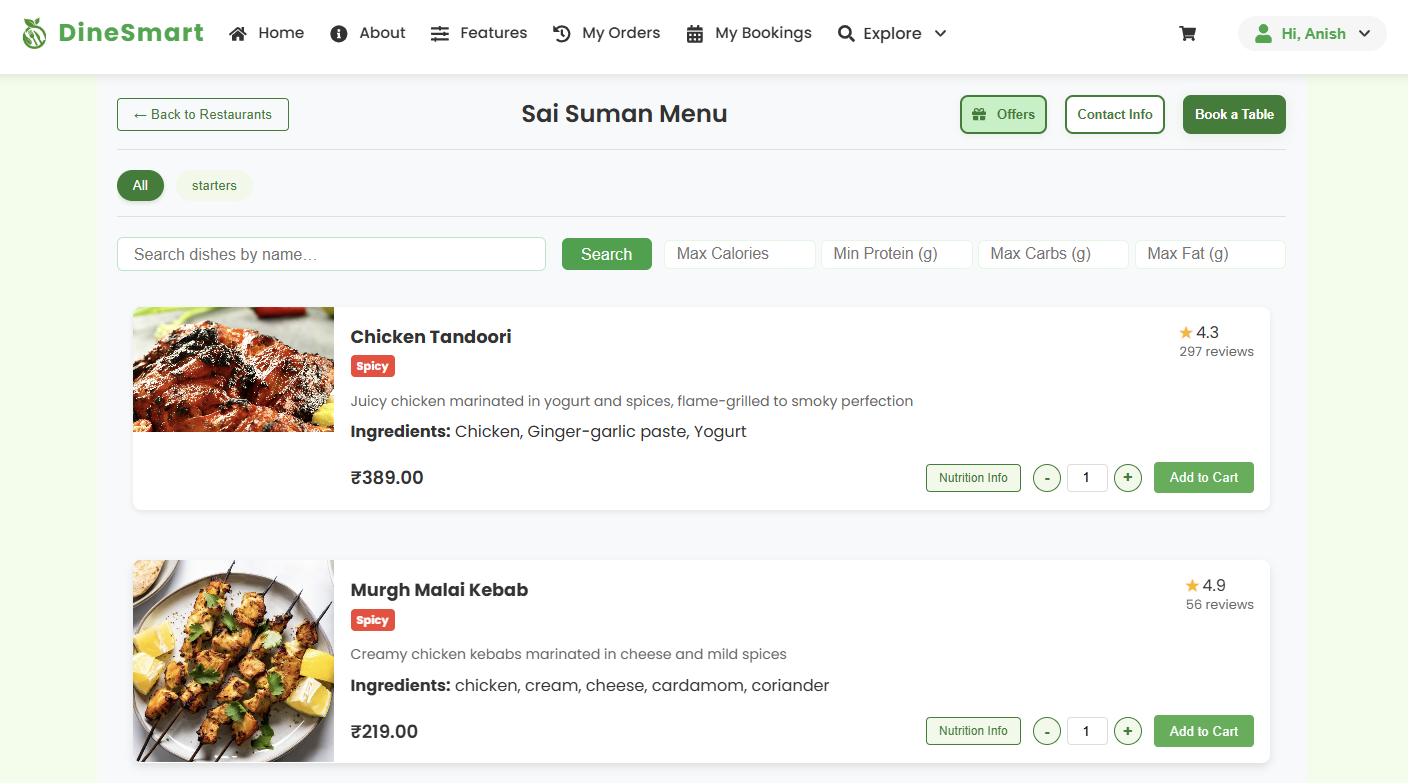 DineSmart Home About Features My Orders My Bookings Explore Hi, Anish
← Back to Restaurants Sai Suman Menu Offers Contact Info Book a Table
All starters
Search dishes by name... Search Max Calories Min Protein (g) Max Carbs (g) Max Fat (g)
Chicken Tandoori 4.3
Spicy 297 reviews
Juicy chicken marinated in yogurt and spices, flame-grilled to smoky perfection
Ingredients: Chicken, Ginger-garlic paste, Yogurt
₹389.00 Nutrition Info - 1 + Add to Cart
Murgh Malai Kebab 4.9
Spicy 56 reviews
Creamy chicken kebabs marinated in cheese and mild spices
Ingredients: chicken, cream, cheese, cardamom, coriander
₹219.00 Nutrition Info - 1 + Add to Cart